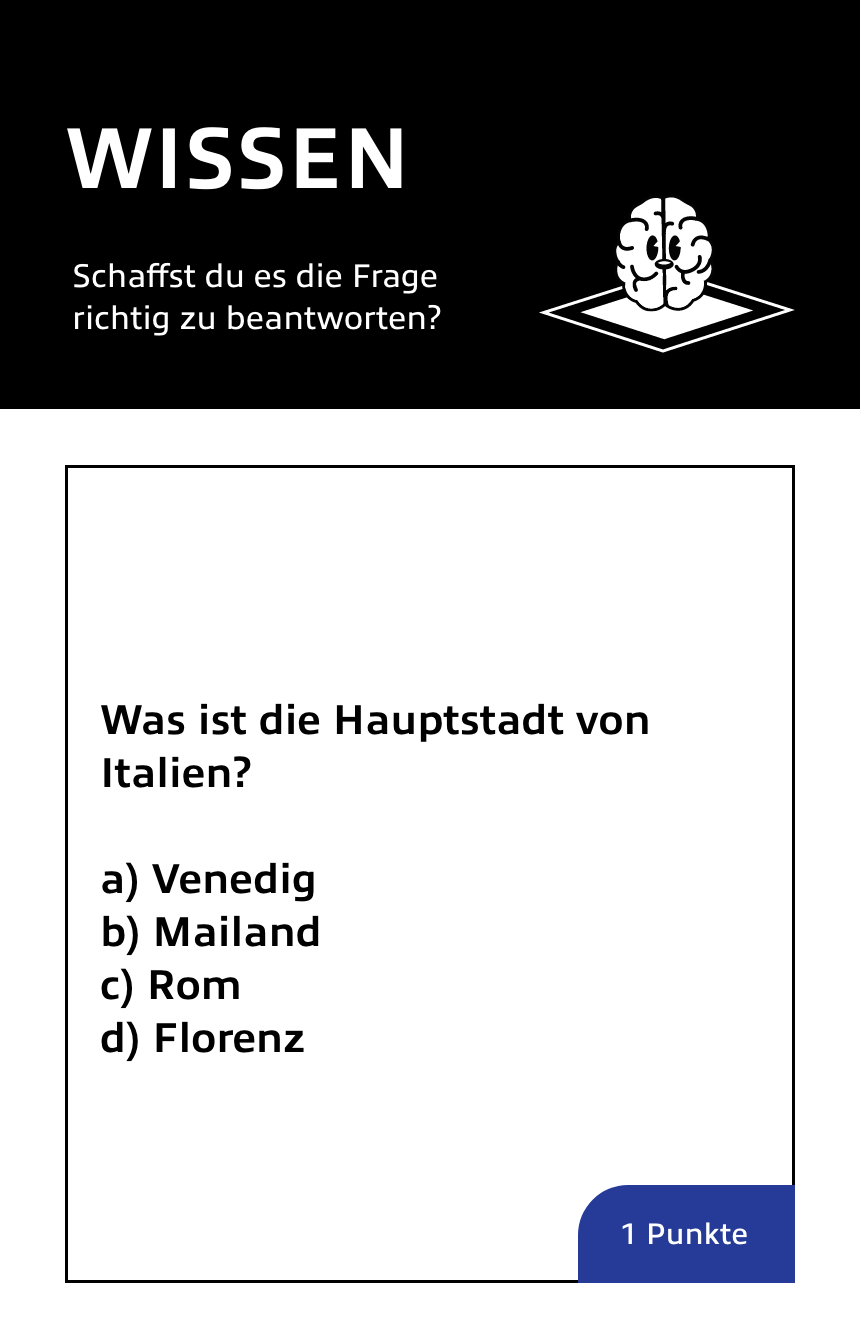 WISSEN
Schaffst du es die Frage
richtig zu beantworten?
Was ist die Hauptstadt von
Italien?
a) Venedig
b) Mailand
c) Rom
d) Florenz
1 Punkte